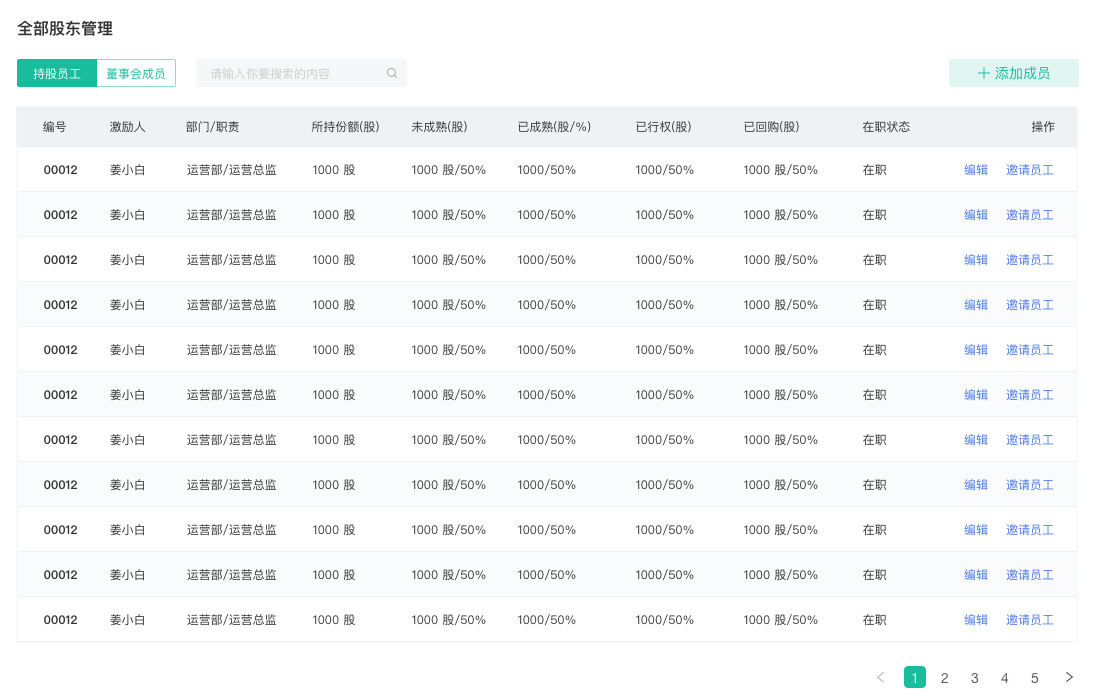 全部股东管理
持股员工 董事会成员 请输入你要搜索的内容 添加成员
编号 激励人 部门/职责 所持份额(股) 未成熟(股) 已成熟(股/%) 已行权(股) 已回购(股) 在职状态 操作
00012 姜小白 运营部/运营总监 1000 股 1000 股/50% 1000/50% 1000/50% 1000 股/50% 在职 编辑 邀请员工
00012 姜小白 运营部/运营总监 1000 股 1000 股/50% 1000/50% 1000/50% 1000 股/50% 在职 编辑 邀请员工
00012 姜小白 运营部/运营总监 1000 股 1000 股/50% 1000/50% 1000/50% 1000 股/50% 在职 编辑 邀请员工
00012 姜小白 运营部/运营总监 1000 股 1000 股/50% 1000/50% 1000/50% 1000 股/50% 在职 编辑 邀请员工
00012 姜小白 运营部/运营总监 1000 股 1000 股/50% 1000/50% 1000/50% 1000 股/50% 在职 编辑 邀请员工
00012 姜小白 运营部/运营总监 1000 股 1000 股/50% 1000/50% 1000/50% 1000 股/50% 在职 编辑 邀请员工
00012 姜小白 运营部/运营总监 1000 股 1000 股/50% 1000/50% 1000/50% 1000 股/50% 在职 编辑 邀请员工
00012 姜小白 运营部/运营总监 1000 股 1000 股/50% 1000/50% 1000/50% 1000 股/50% 在职 编辑 邀请员工
00012 姜小白 运营部/运营总监 1000 股 1000 股/50% 1000/50% 1000/50% 1000 股/50% 在职 编辑 邀请员工
00012 姜小白 运营部/运营总监 1000 股 1000 股/50% 1000/50% 1000/50% 1000 股/50% 在职 编辑 邀请员工
00012 姜小白 运营部/运营总监 1000 股 1000 股/50% 1000/50% 1000/50% 1000 股/50% 在职 编辑 邀请员工
1 2 3 4 5